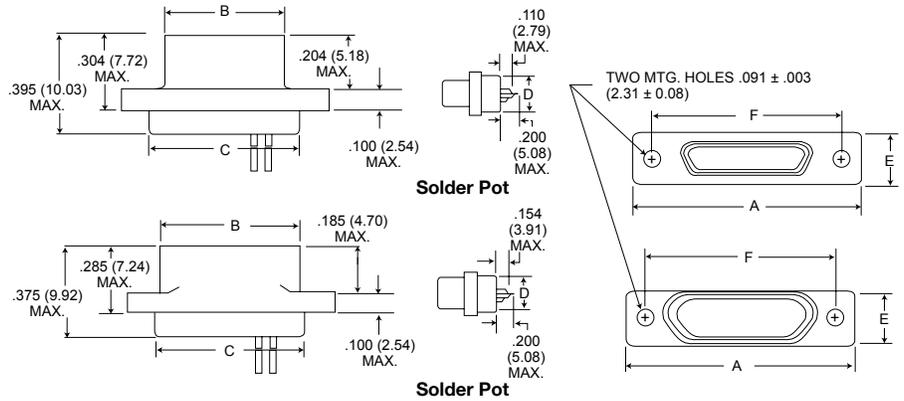 B
.304 (7.72)
MAX.
.204 (5.18)
MAX.
.395 (10.03)
MAX.
C
.100 (2.54)
MAX.
.110
(2.79)
MAX.
D
.200
(5.08)
MAX.
Solder Pot
TWO MTG. HOLES .091 ± .003
(2.31 ± 0.08)
F
E
A
B
.185 (4.70)
MAX.
.285 (7.24)
MAX.
.375 (9.92)
MAX.
C
.100 (2.54)
MAX.
.154
(3.91)
MAX.
D
.200
(5.08)
MAX.
Solder Pot
F
E
A